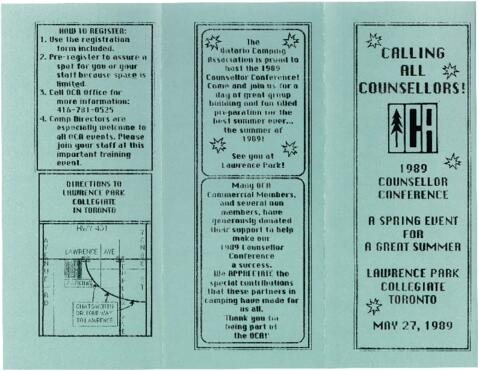 HOW TO REGISTER:
1. Use the registration
form included.
2. Pre-register to assure a
spot for you or your
staff because space is
limited.
3. Call OCA Office for
more information:
416-781-0525
4. Camp Directors are
especially welcome to
all OCA events. Please
join your staff at this
important training
event.
DIRECTIONS TO
LAWRENCE PARK
COLLEGIATE
IN TORONTO
HWY 401
LAWRENCE AVE
PARKING
CHATSWORTH
DR. YOUR WAY
TO LAWRENCE
The
Ontario Camping
Association is proud to
host the 1989
Counsellor Conference!
Come and join us for a
day of great group
building and fun filled
preparation for the
best summer ever...
the summer of
1989!
See you at
Lawrence Park!
Many OCA
Commercial Members,
and several non
members, have
generously donated
their support to help
make our
1989 Counsellor
Conference
a success.
We APPRECIATE the
special contributions
that these partners in
camping have made for
us all.
Thank you for
being part of
the OCA!
CALLING
ALL
COUNSELLORS!
CA
1989
COUNSELLOR
CONFERENCE
A SPRING EVENT
FOR
A GREAT SUMMER
LAWRENCE PARK
COLLEGIATE
TORONTO
MAY 27, 1989